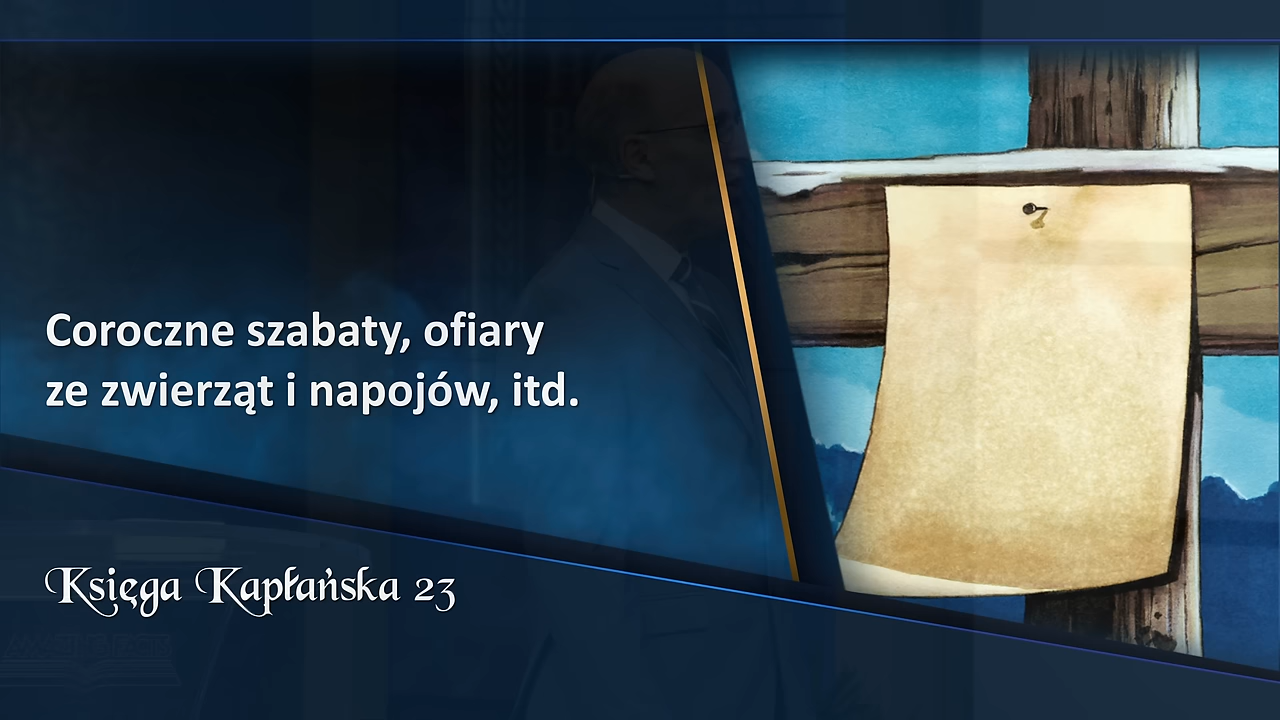 Coroczne szabaty, ofiary
ze zwierząt i napojów, itd.
Księga Kapłańska 23